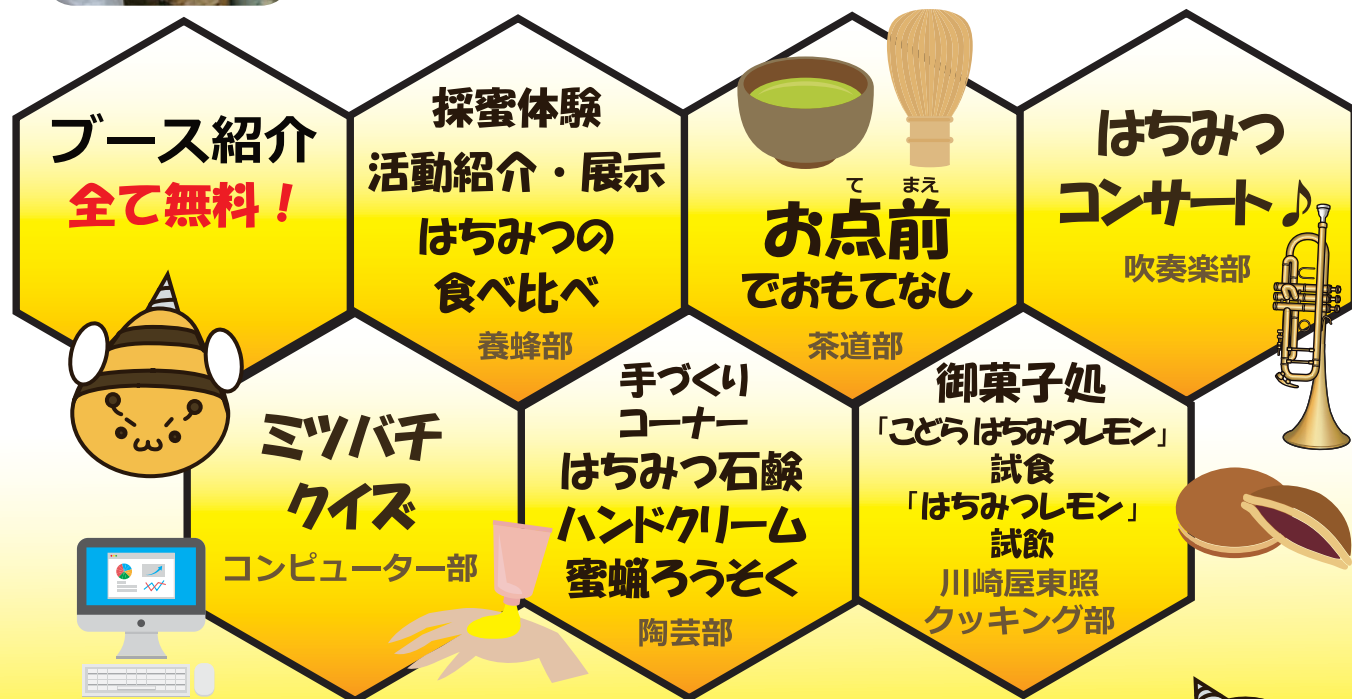 ブース紹介
全て無料！
採蜜体験
活動紹介・展示
はちみつの
食べ比べ
養蜂部
て まえ
お点前
でおもてなし
茶道部
はちみつ
コンサート♪
吹奏楽部
ミツバチ
クイズ
コンピューター部
手づくり
コーナー
はちみつ石鹸
ハンドクリーム
蜜蝋ろうそく
陶芸部
御菓子処
「こどら はちみつレモン」
試食
「はちみつレモン」
試飲
川崎屋東照
クッキング部